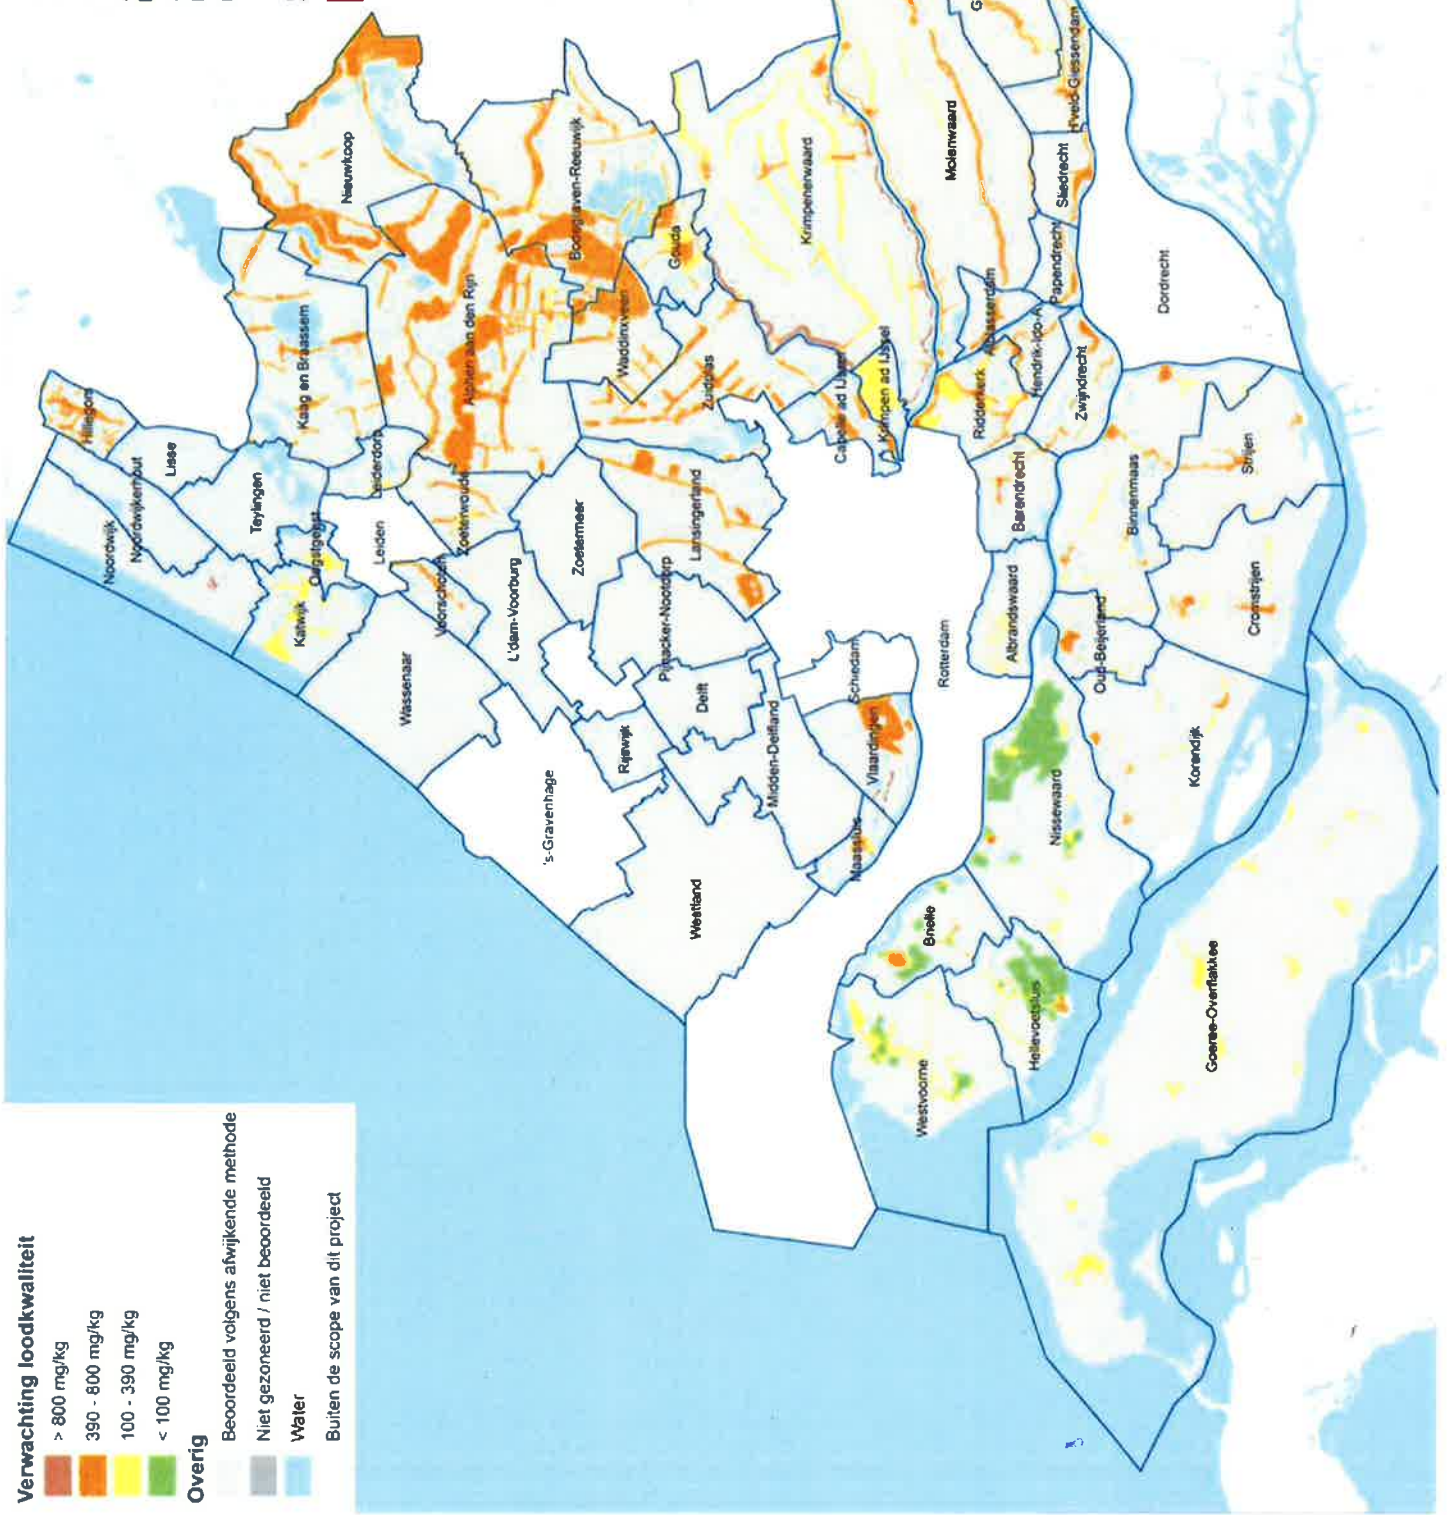 Verwachting loodkwaliteit
> 800 mg/kg
390 - 800 mg/kg
100 - 390 mg/kg
< 100 mg/kg
Overig
Beoordeeld volgens afwijkende methode
Niet gezoneerd / niet beoordeeld
Water
Buiten de scope van dit project
Noordwijk
Noordwijkerhout
Hillegom
Lisse
Teylingen
Kaag en Braassem
Nieuwkoop
Katwijk
Oegstgeest
Leiden
Leiderdorp
Alphen aan den Rijn
Bodegraven-Reeuwijk
Wassenaar
Voorschoten
Zoeterwoude
L'dam-Voorburg
Zoetermeer
Waddinxveen
Gouda
's-Gravenhage
Rijswijk
Delft
Pijnacker-Nootdorp
Lansingerland
Zuidplas
Krimpenerwaard
Westland
Midden-Delfland
Maassluis
Vlaardingen
Schiedam
Rotterdam
Capelle ad IJssel
Krimpen ad IJssel
Molenwaard
Ridderkerk
Alblasserdam
Hendrik-Ido-A
Papendrecht
Sliedrecht
H'veld-Giessendam
G
Westvoorne
Brielle
Hellevoetsluis
Nissewaard
Albrandswaard
Barendrecht
Zwijndrecht
Dordrecht
Oud-Beijerland
Binnenmaas
Korendijk
Cromstrijen
Strijen
Goeree-Overflakkee